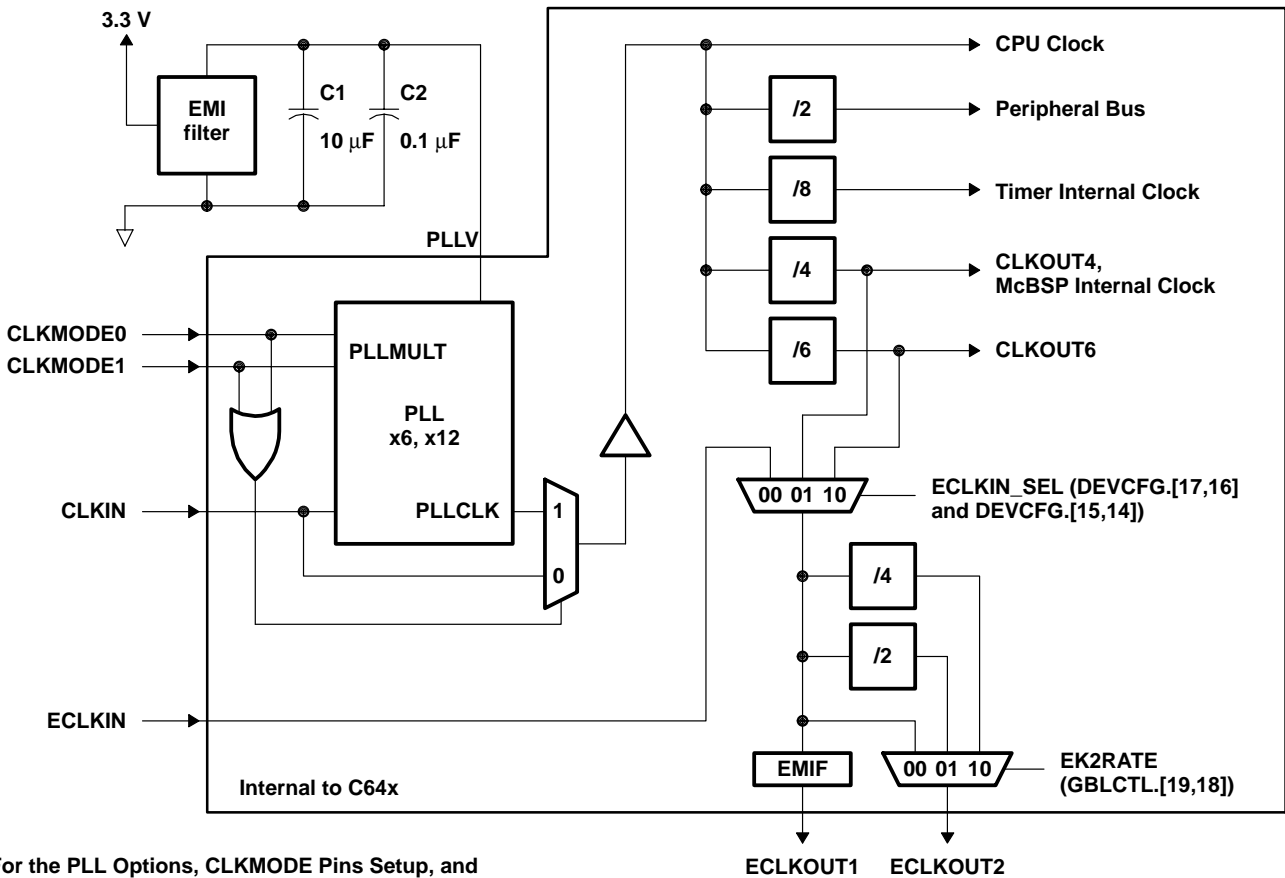 3.3 V
CPU Clock
EMI
filter
C1
C2
10 μF
0.1 μF
/2
Peripheral Bus
/8
Timer Internal Clock
PLLV
/4
CLKOUT4,
McBSP Internal Clock
CLKMODE0
CLKMODE1
PLLMULT
/6
CLKOUT6
PLL
x6, x12
00 01 10
ECLKIN_SEL (DEVCFG.[17,16]
and DEVCFG.[15,14])
CLKIN
PLLCLK
1
0
/4
/2
ECLKIN
EMIF
00 01 10
EK2RATE
(GBLCTL.[19,18])
Internal to C64x
ECLKOUT1
ECLKOUT2
or the PLL Options, CLKMODE Pins Setup, and